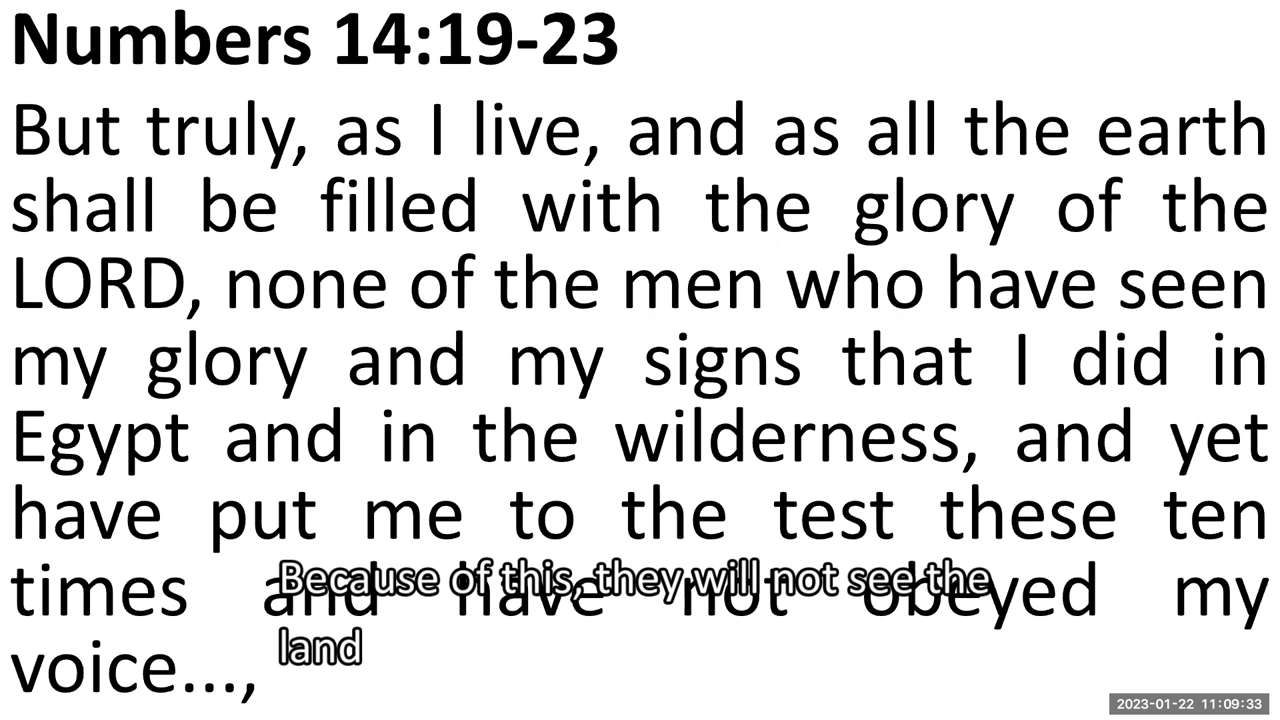 Numbers 14:19-23
But truly, as I live, and as all the earth
shall be filled with the glory of the
LORD, none of the men who have seen
my glory and my signs that I did in
Egypt and in the wilderness, and yet
have put me to the test these ten
times and have not obeyed my
voice...,
Because of this, they will not see the
land
2023-01-22 11:09:33